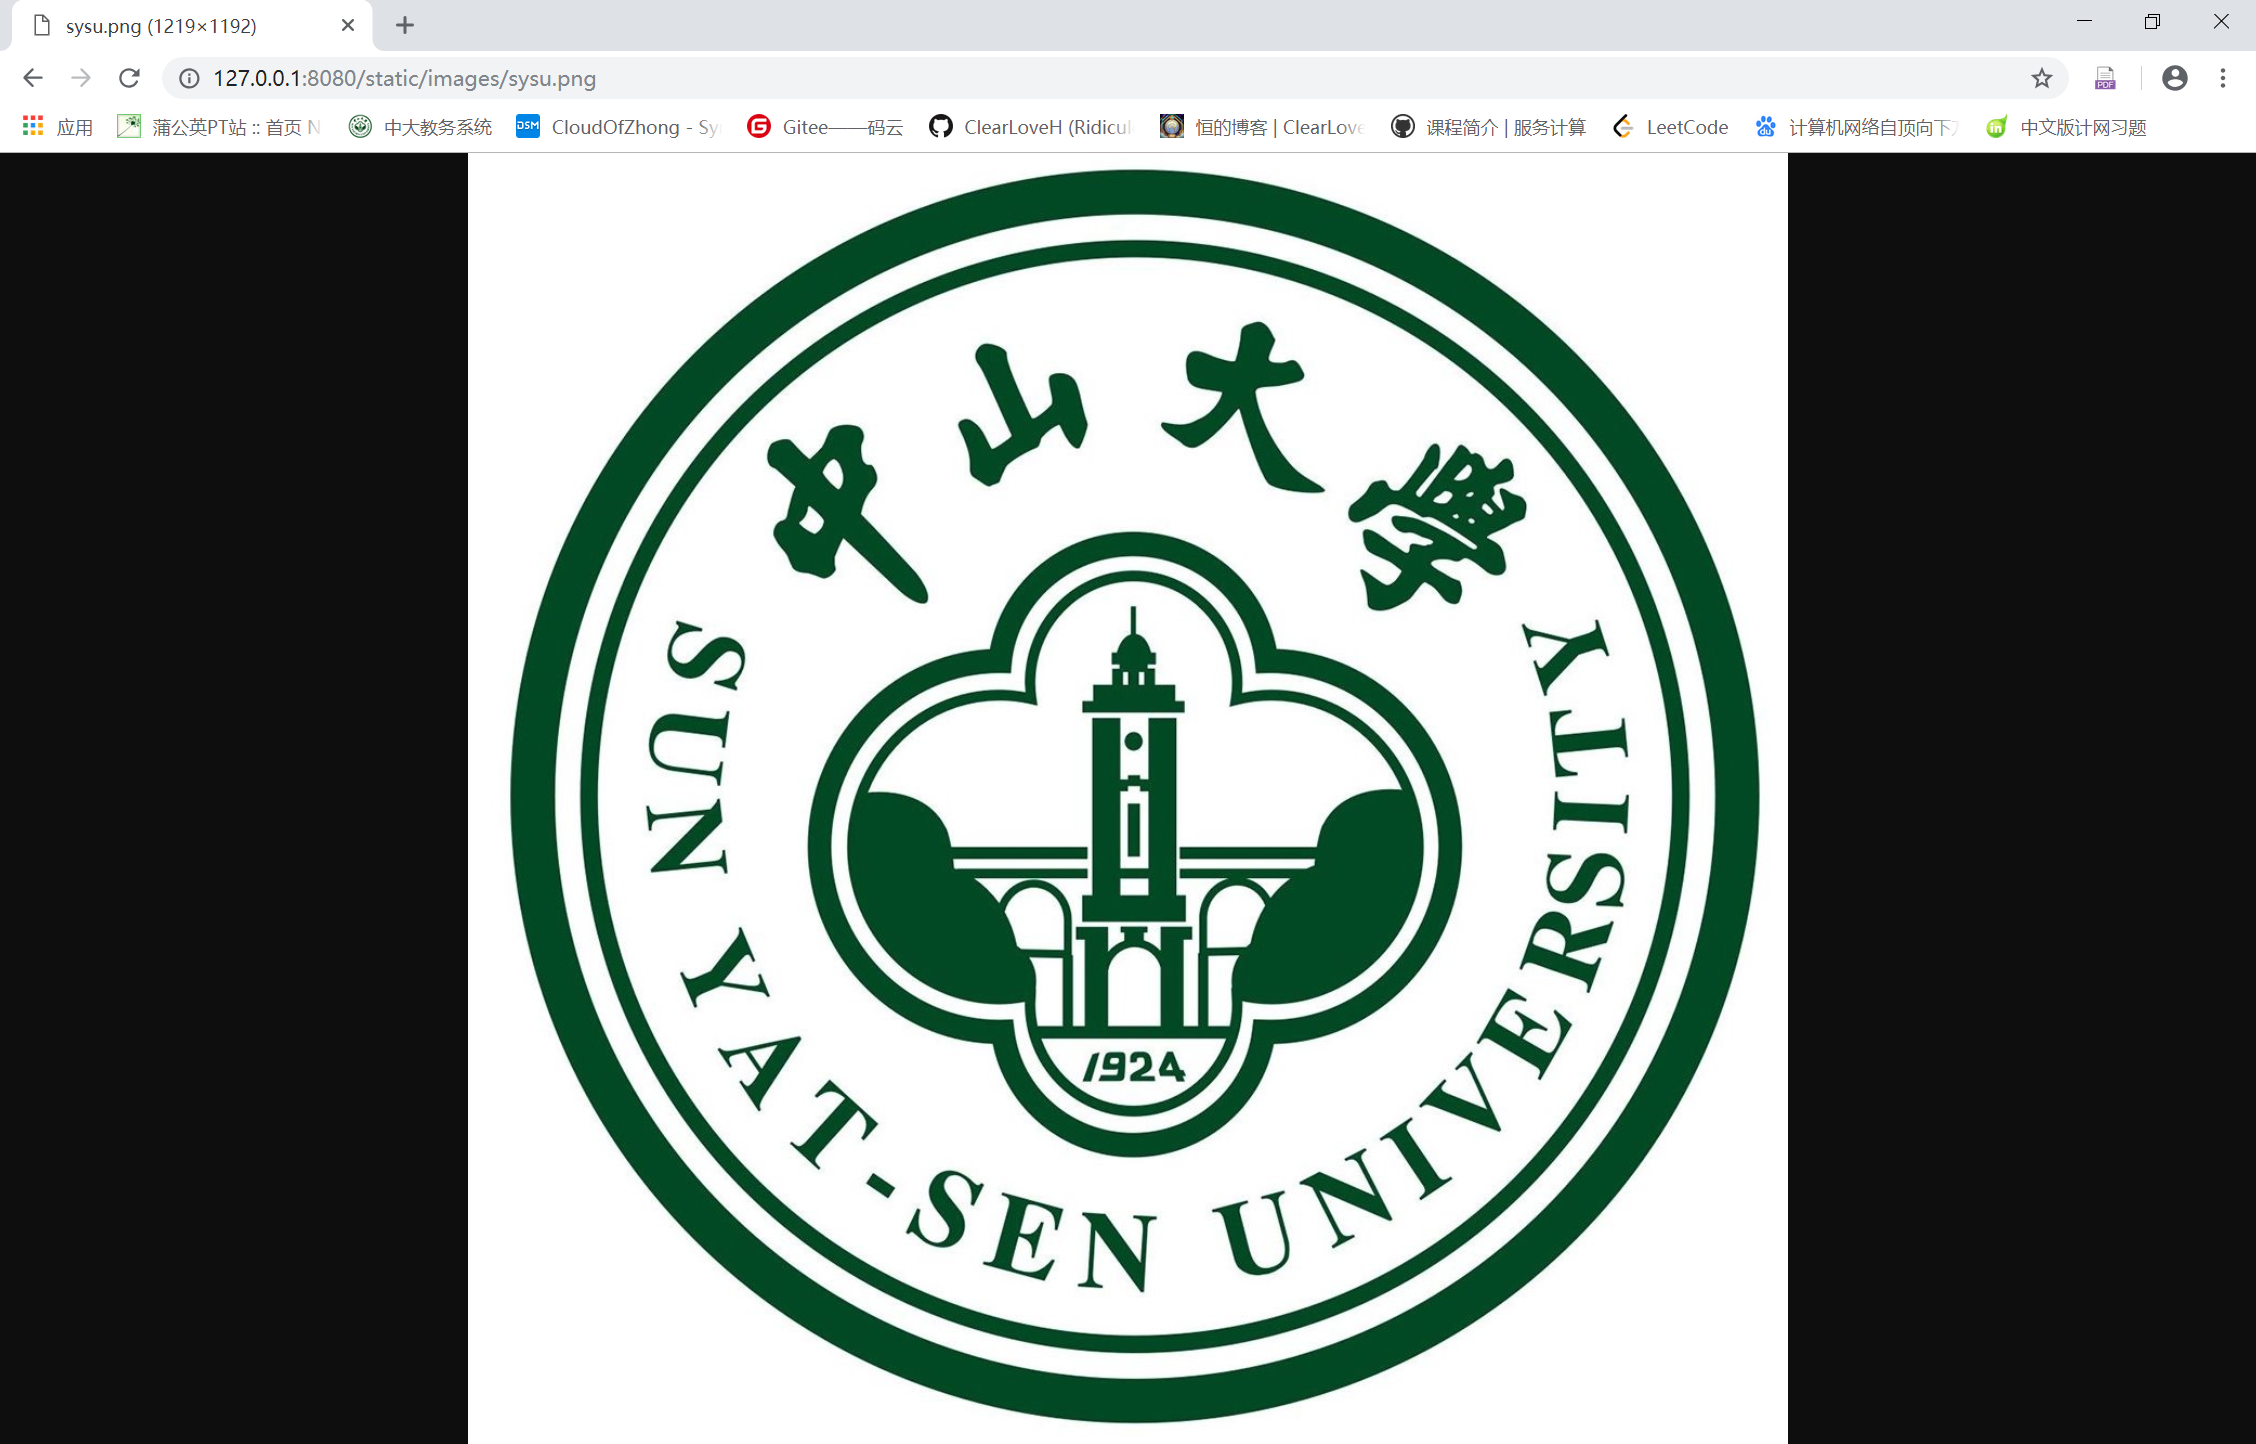 sysu.png (1219×1192)
127.0.0.1:8080/static/images/sysu.png
应用 蒲公英PT站 :: 首页 N 中大教务系统 CloudOfZhong - Sy Gitee——码云 ClearLoveH (Ridicul 恒的博客 | ClearLove 课程简介 | 服务计算 LeetCode 计算机网络自顶向下 中文版计网习题
中山大學
SUN YAT-SEN UNIVERSITY
1924